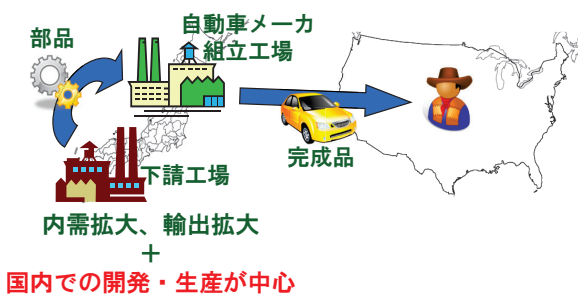 部品
自動車メーカ
組立工場
完成品
下請工場
内需拡大、輸出拡大
＋
国内での開発・生産が中心